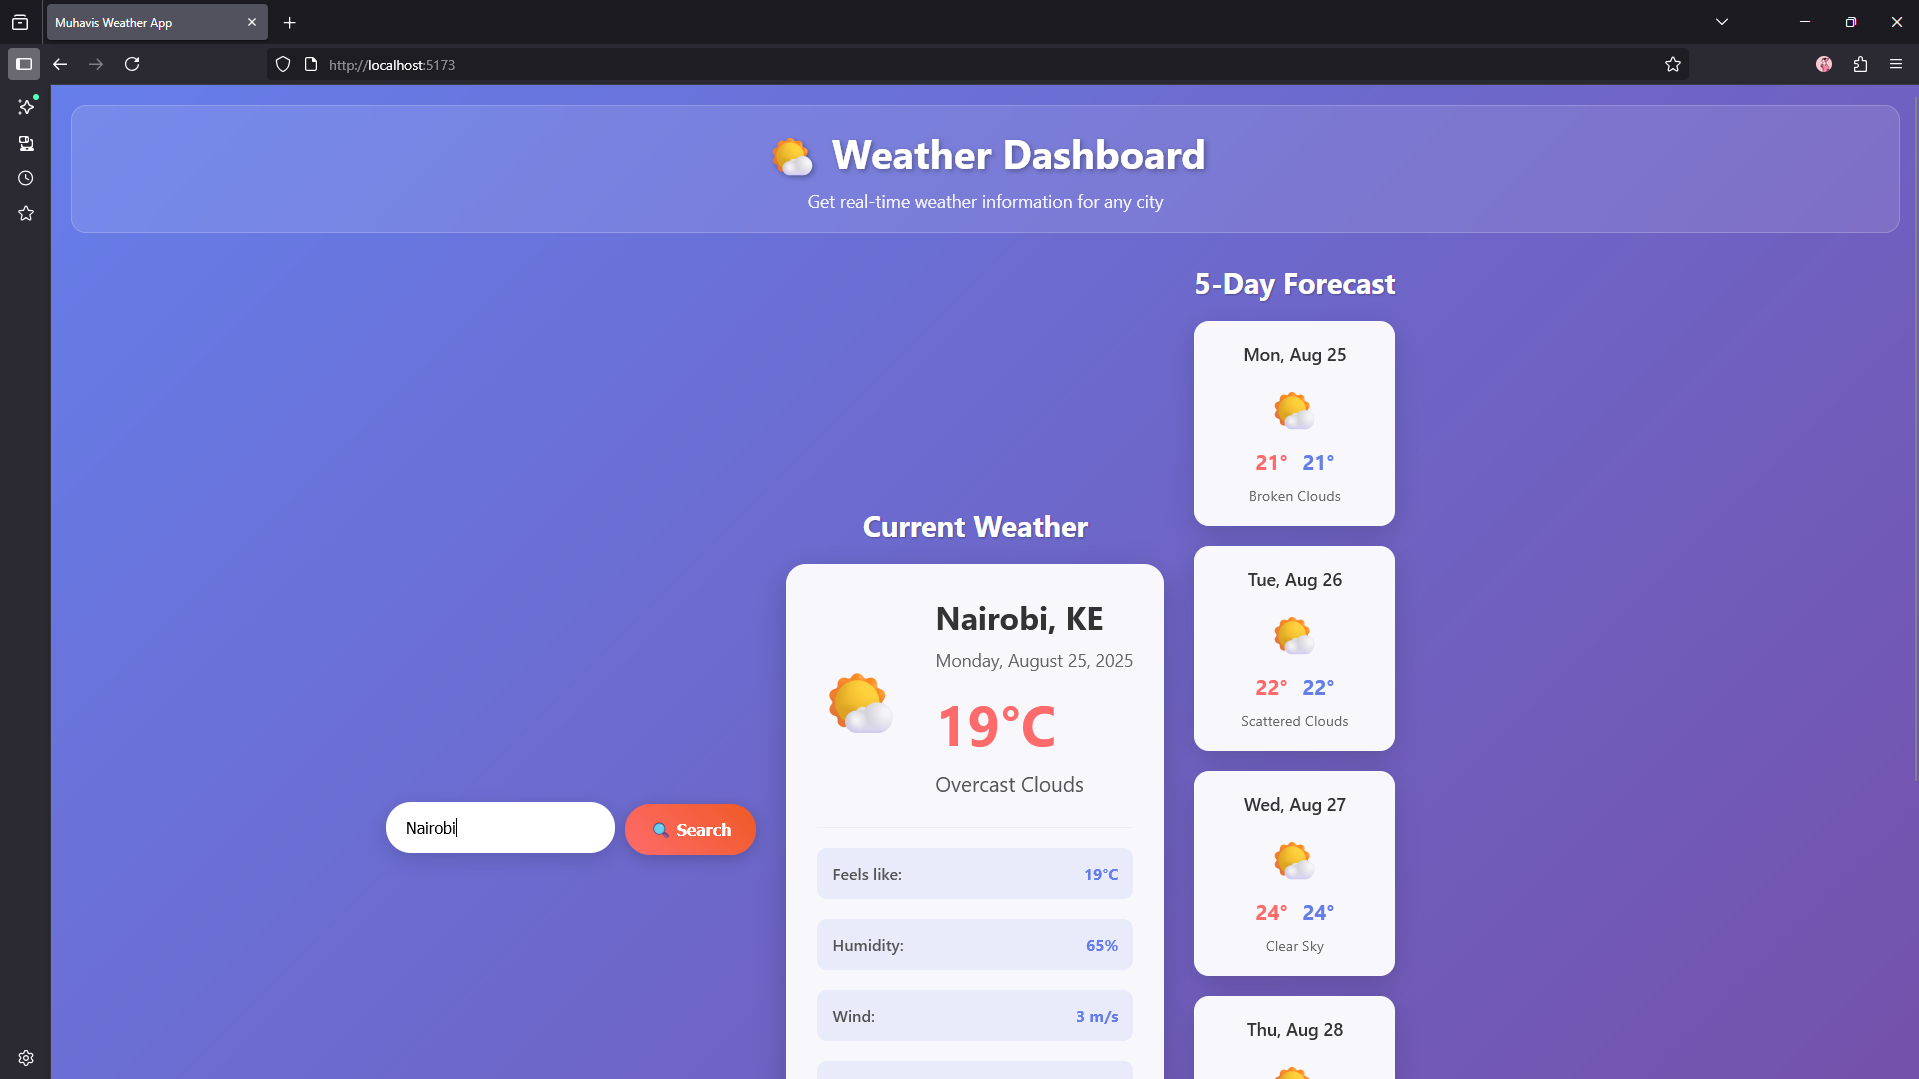 Muhavis Weather App
http://localhost:5173
Weather Dashboard
Get real-time weather information for any city
Nairobi
Search
Current Weather
Nairobi, KE
Monday, August 25, 2025
19°C
Overcast Clouds
Feels like: 19°C
Humidity: 65%
Wind: 3 m/s
5-Day Forecast
Mon, Aug 25
21° 21°
Broken Clouds
Tue, Aug 26
22° 22°
Scattered Clouds
Wed, Aug 27
24° 24°
Clear Sky
Thu, Aug 28